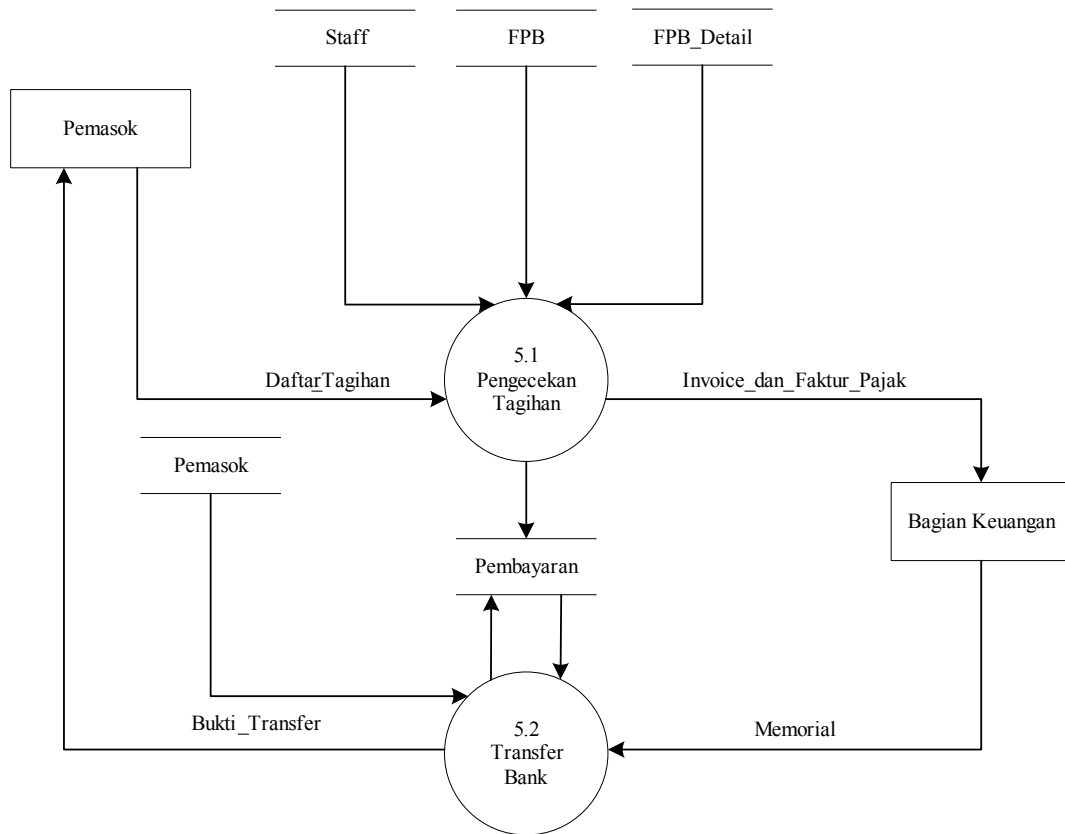 Staff
FPB
FPB_Detail
Pemasok
5.1
Pengecekan
Tagihan
Daftar_Tagihan
Invoice_dan_Faktur_Pajak
Pemasok
Bagian Keuangan
Pembayaran
Bukti_Transfer
5.2
Transfer
Bank
Memorial